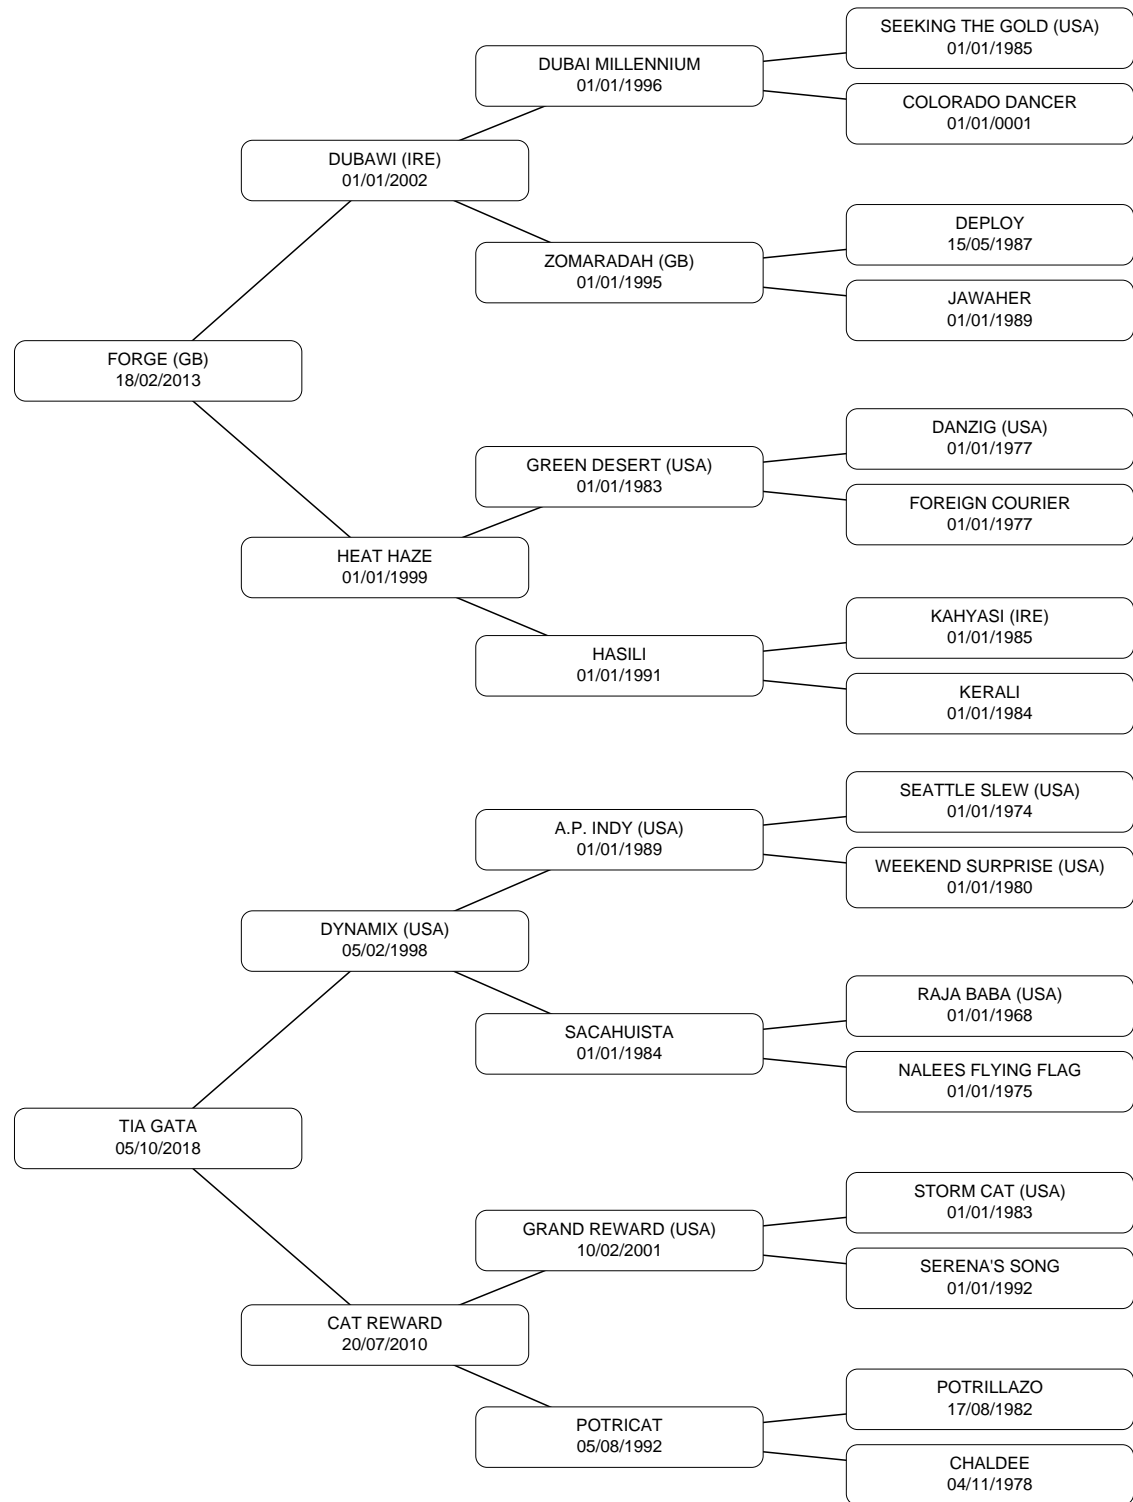 SEEKING THE GOLD (USA)
01/01/1985
DUBAI MILLENNIUM
01/01/1996
COLORADO DANCER
01/01/0001
DUBAWI (IRE)
01/01/2002
DEPLOY
15/05/1987
ZOMARADAH (GB)
01/01/1995
JAWAHER
01/01/1989
FORGE (GB)
18/02/2013
DANZIG (USA)
01/01/1977
GREEN DESERT (USA)
01/01/1983
FOREIGN COURIER
01/01/1977
HEAT HAZE
01/01/1999
KAHYASI (IRE)
01/01/1985
HASILI
01/01/1991
KERALI
01/01/1984
SEATTLE SLEW (USA)
01/01/1974
A.P. INDY (USA)
01/01/1989
WEEKEND SURPRISE (USA)
01/01/1980
DYNAMIX (USA)
05/02/1998
RAJA BABA (USA)
01/01/1968
SACAHUISTA
01/01/1984
NALEES FLYING FLAG
01/01/1975
TIA GATA
05/10/2018
STORM CAT (USA)
01/01/1983
GRAND REWARD (USA)
10/02/2001
SERENA'S SONG
01/01/1992
CAT REWARD
20/07/2010
POTRILLAZO
17/08/1982
POTRICAT
05/08/1992
CHALDEE
04/11/1978